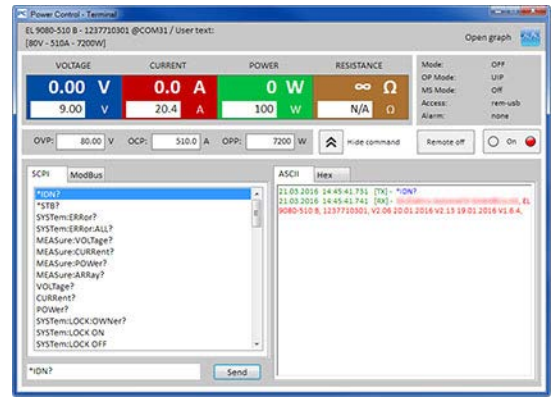 Power Control - Terminal
EL 9080-510 B - 1237710301 @COM31 / User text:
[80V - 510A - 7200W]
Open graph
VOLTAGE CURRENT POWER RESISTANCE
0.00 V 0.0 A 0 W ∞ Ω
9.00 V 20.4 A 100 W N/A Ω
Mode: OFF
OP Mode: UIP
MS Mode: Off
Access: rem-usb
Alarm: none
OVP: 80.00 V OCP: 510.0 A OPP: 7200 W Hide command Remote off On
SCPI ModBus
*IDN?
*STB?
SYSTem:ERRor?
SYSTem:ERRor:ALL?
MEASure:VOLTage?
MEASure:CURRent?
MEASure:POWer?
MEASure:ARRay?
VOLTage?
CURRent?
POWer?
SYSTem:LOCK:OWNer?
SYSTem:LOCK ON
SYSTem:LOCK OFF
*IDN? Send
ASCII Hex
21.03.2016 14:45:41.731 [TX] - *IDN?
21.03.2016 14:45:41.741 [RX] - , EL
9080-510 B, 1237710301, V2.06 20.01.2016 V2.13 19.01.2016 V1.6.4,